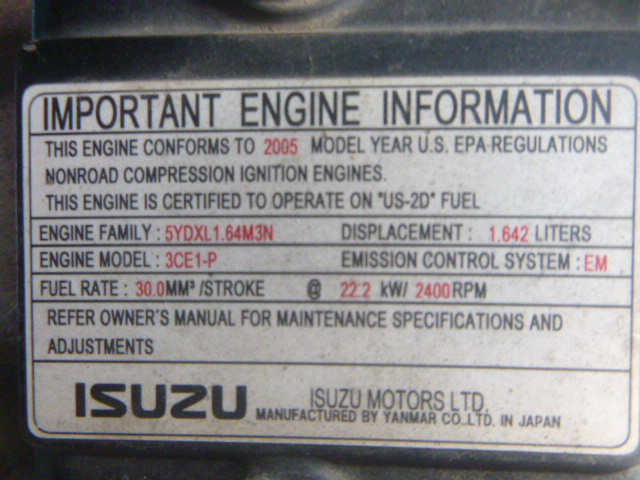 IMPORTANT ENGINE INFORMATION
THIS ENGINE CONFORMS TO 2005 MODEL YEAR U.S. EPA REGULATIONS
NONROAD COMPRESSION IGNITION ENGINES.
THIS ENGINE IS CERTIFIED TO OPERATE ON "US-2D" FUEL
ENGINE FAMILY : 5YDXL1.64M3N DISPLACEMENT : 1.642 LITERS
ENGINE MODEL : 3CE1-P EMISSION CONTROL SYSTEM : EM
FUEL RATE : 30.0MM³ /STROKE @ 22.2 kW/ 2400RPM
REFER OWNER'S MANUAL FOR MAINTENANCE SPECIFICATIONS AND
ADJUSTMENTS
ISUZU ISUZU MOTORS LTD.
MANUFACTURED BY YANMAR CO.,LTD. IN JAPAN